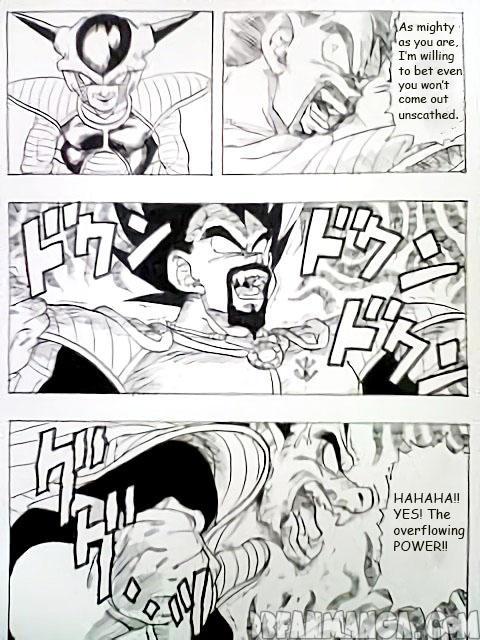 As mighty
as you are,
I'm willing
to bet even
you won't
come out
unscathed.
ドクン
ドクン
ドクン
グググ...
HAHAHA!!
YES! The
overflowing
POWER!!
DBFANMANGA.COM